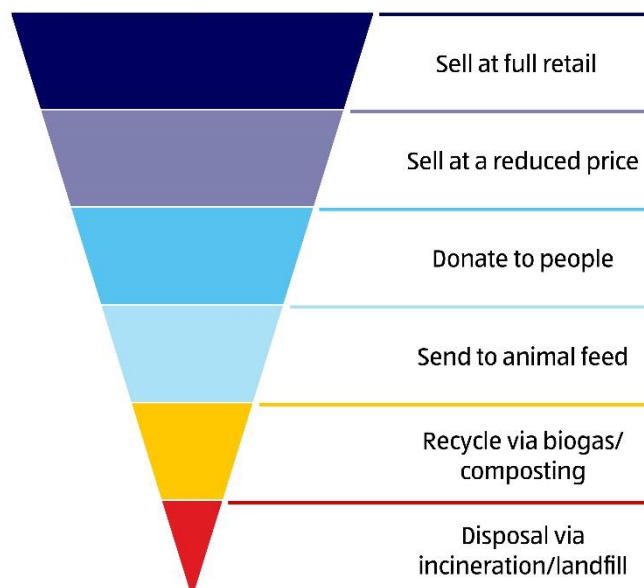 Sell at full retail
Sell at a reduced price
Donate to people
Send to animal feed
Recycle via biogas/
composting
Disposal via
incineration/landfill